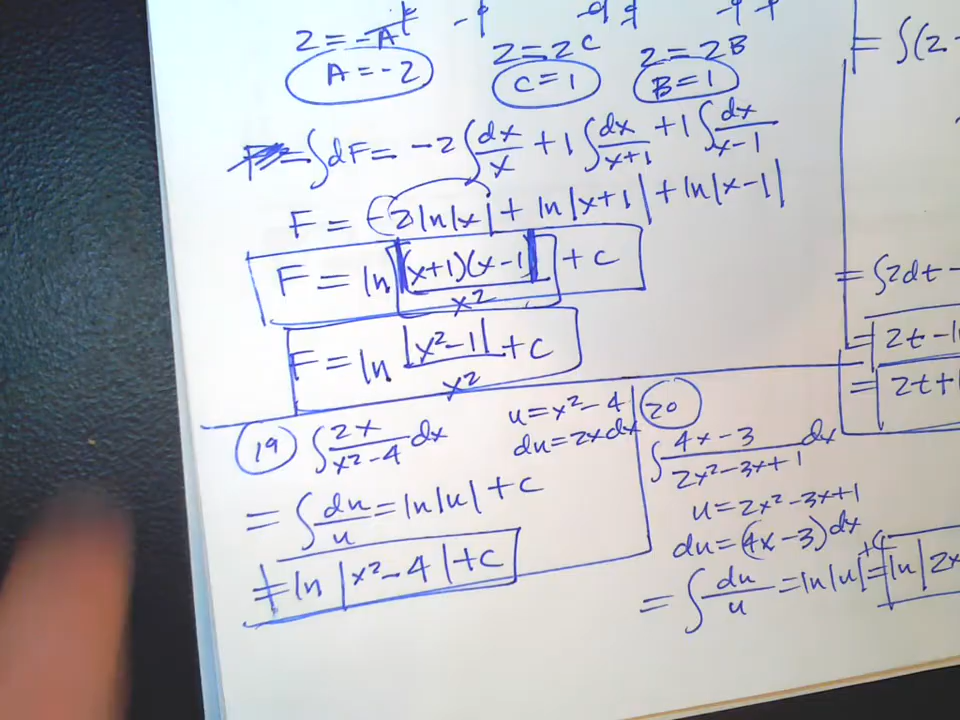 2 = -A
A = -2
2 = 2C
C = 1
2 = 2B
B = 1
= ∫dF = -2∫dx/x + 1∫dx/x+1 + 1∫dx/x-1
F = -2ln|x| + ln|x+1| + ln|x-1|
F = ln |(x+1)(x-1)|/x² + c
F = ln |x²-1|/x² + c
19 ∫ 2x/x²-4 dx
u = x²-4
du = 2xdx
= ∫ du/u = ln|u| + c
= ln |x²-4| + c
20
∫ 4x-3/2x²-3x+1 dx
u = 2x²-3x+1
du = (4x-3)dx
= ∫ du/u = ln|u| + c = ln|2x
= ∫(2-
= ∫2dt -
= 2t - l
= 2t +